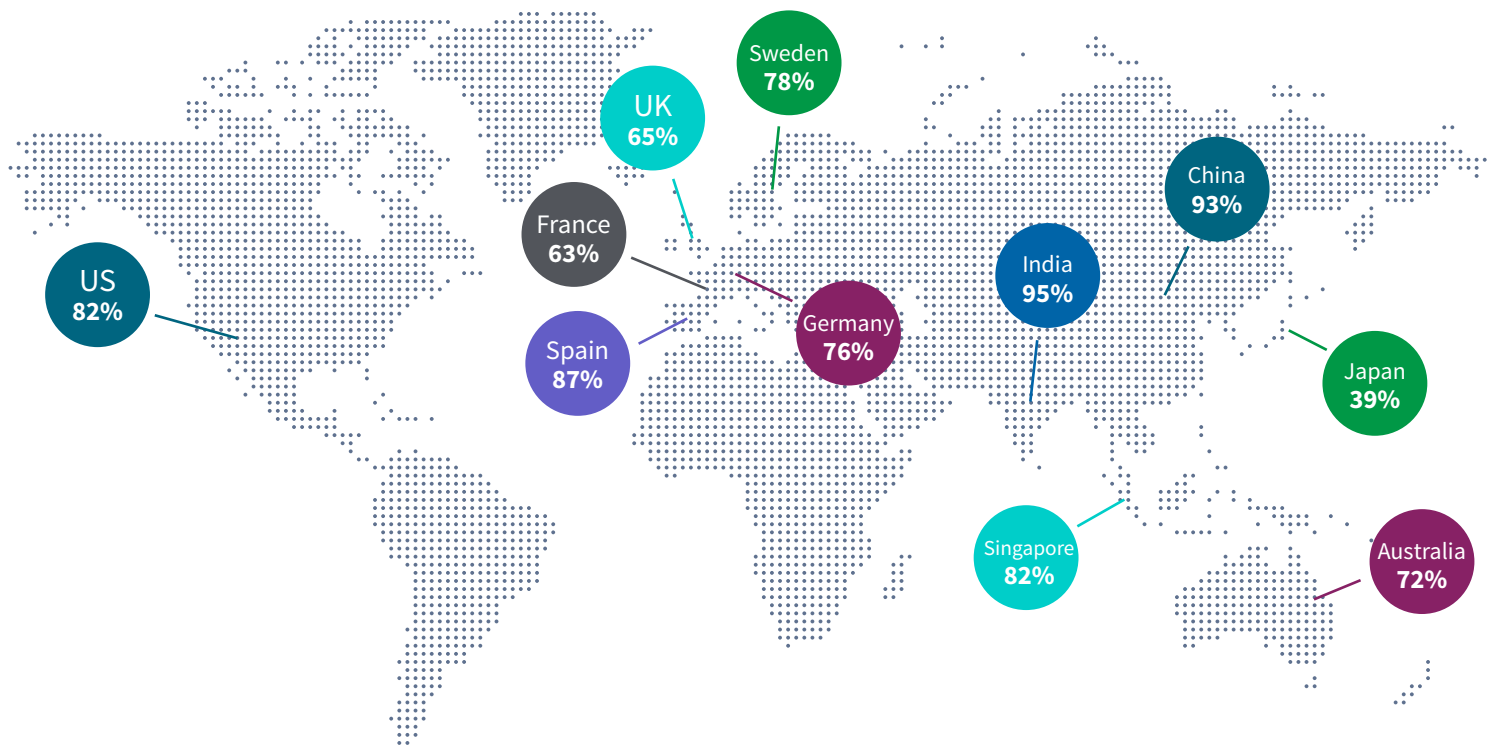 Sweden
78%
UK
65%
China
93%
France
63%
India
95%
US
82%
Germany
76%
Spain
87%
Japan
39%
Singapore
82%
Australia
72%